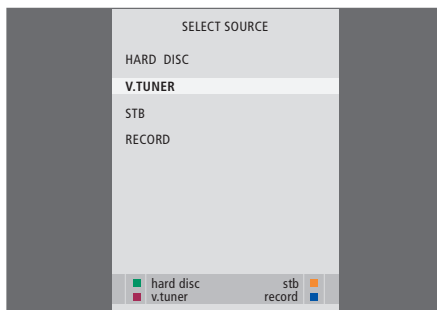 SELECT SOURCE
HARD DISC
V.TUNER
STB
RECORD
hard disc stb
v.tuner record